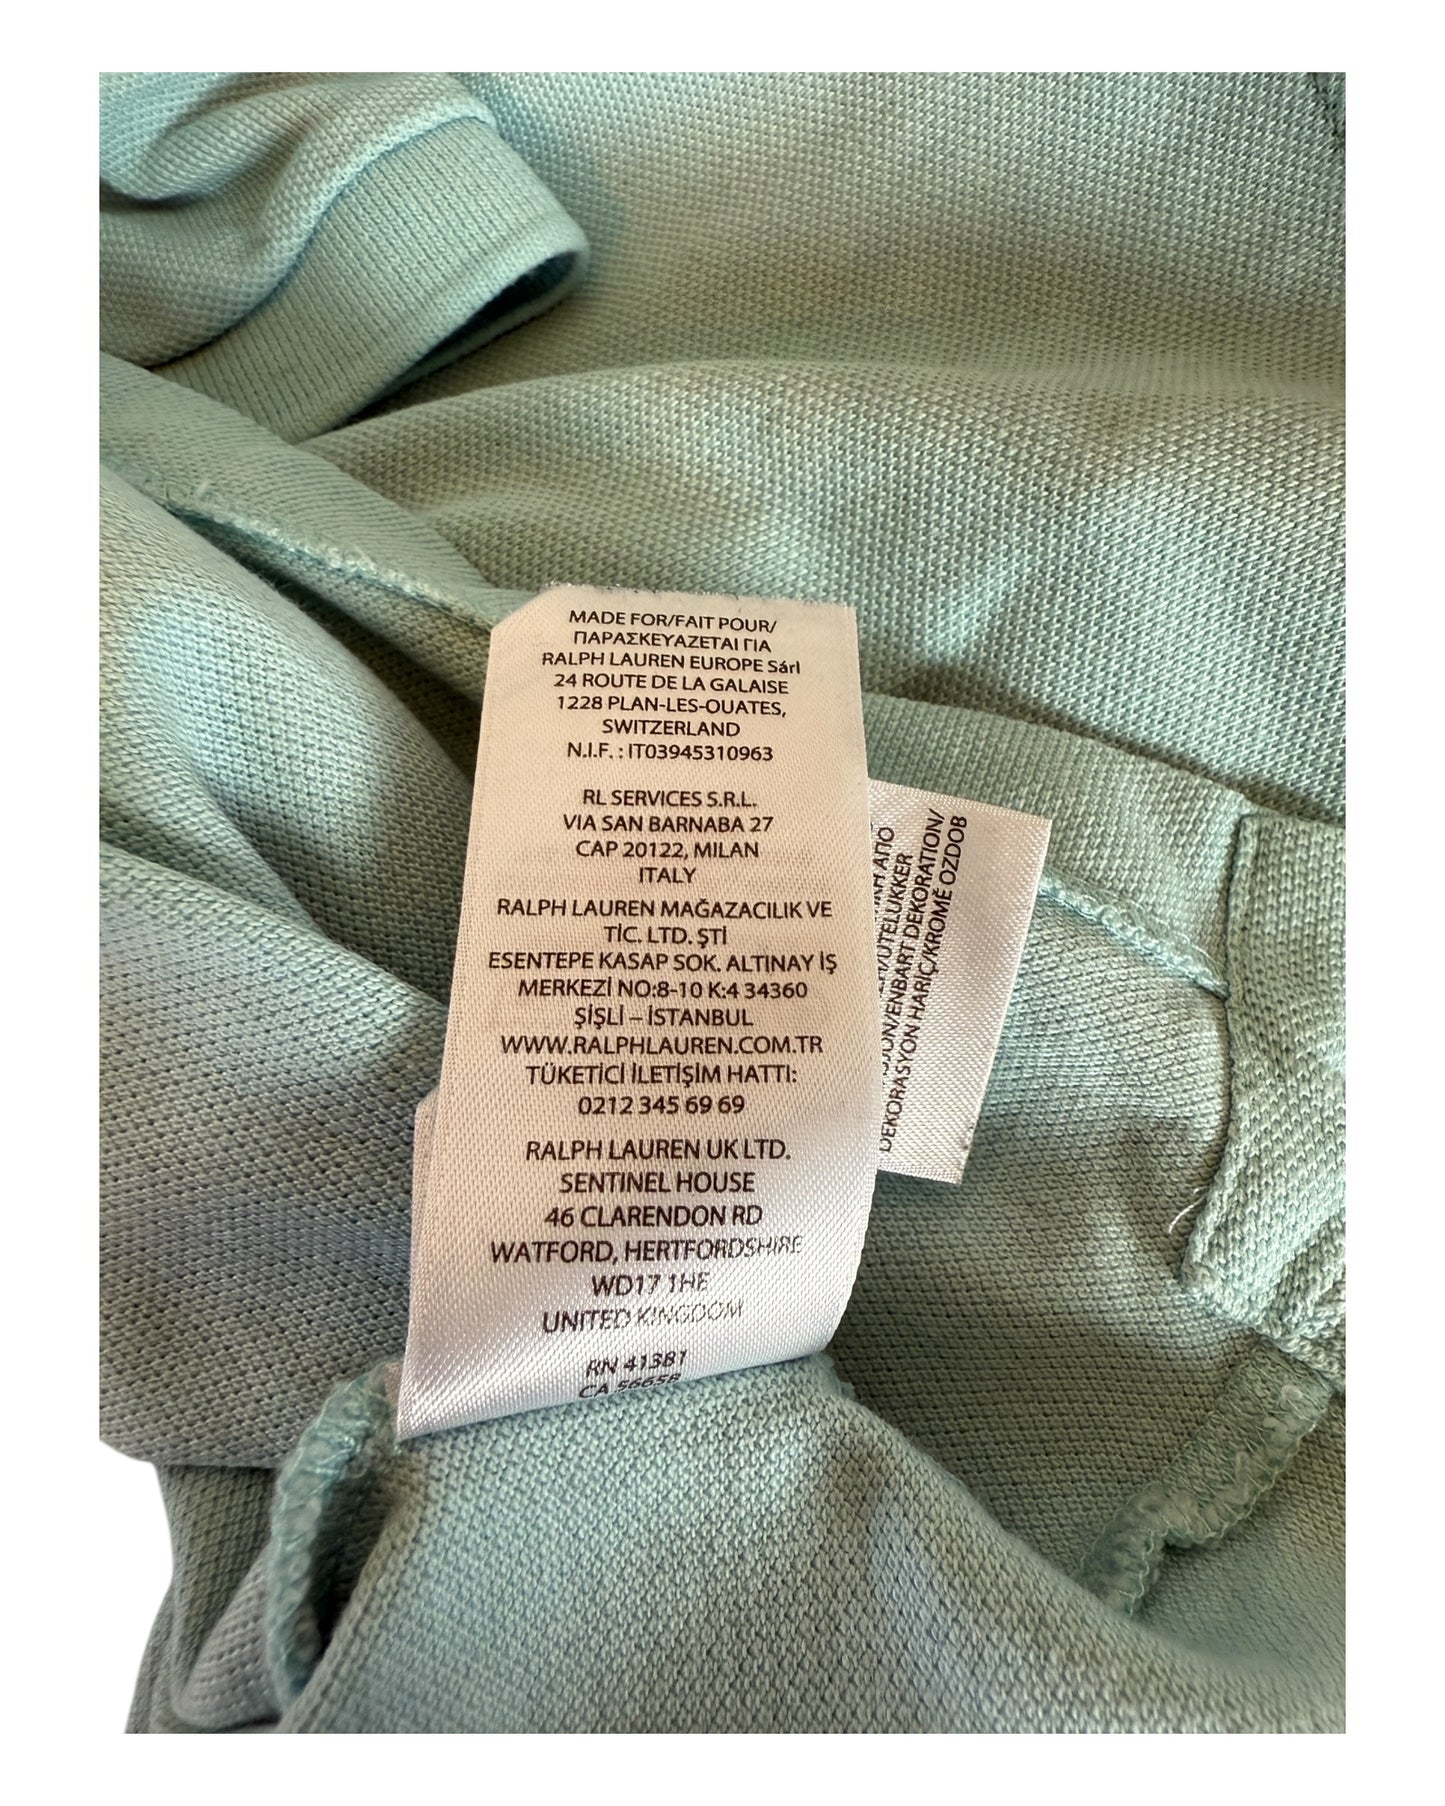 MADE FOR/FAIT POUR/
ΠΑΡΑΣΚΕΥΑΖΕΤΑΙ ΓΙΑ
RALPH LAUREN EUROPE Sárl
24 ROUTE DE LA GALAISE
1228 PLAN-LES-OUATES,
SWITZERLAND
N.I.F. : IT03945310963
RL SERVICES S.R.L.
VIA SAN BARNABA 27
CAP 20122, MILAN
ITALY
RALPH LAUREN MAĞAZACILIK VE
TİC. LTD. ŞTİ
ESENTEPE KASAP SOK. ALTINAY İŞ
MERKEZİ NO:8-10 K:4 34360
ŞİŞLİ – İSTANBUL
WWW.RALPHLAUREN.COM.TR
TÜKETİCİ İLETİŞİM HATTI:
0212 345 69 69
RALPH LAUREN UK LTD.
SENTINEL HOUSE
46 CLARENDON RD
WATFORD, HERTFORDSHIRE
WD17 1HE
UNITED KINGDOM
RN 41381
CA 56658
ΑΠΟ
/UTELUKKER
/ENBART DEKORATION/
DEKORASYON HARİÇ/KROMĚ OZDOB